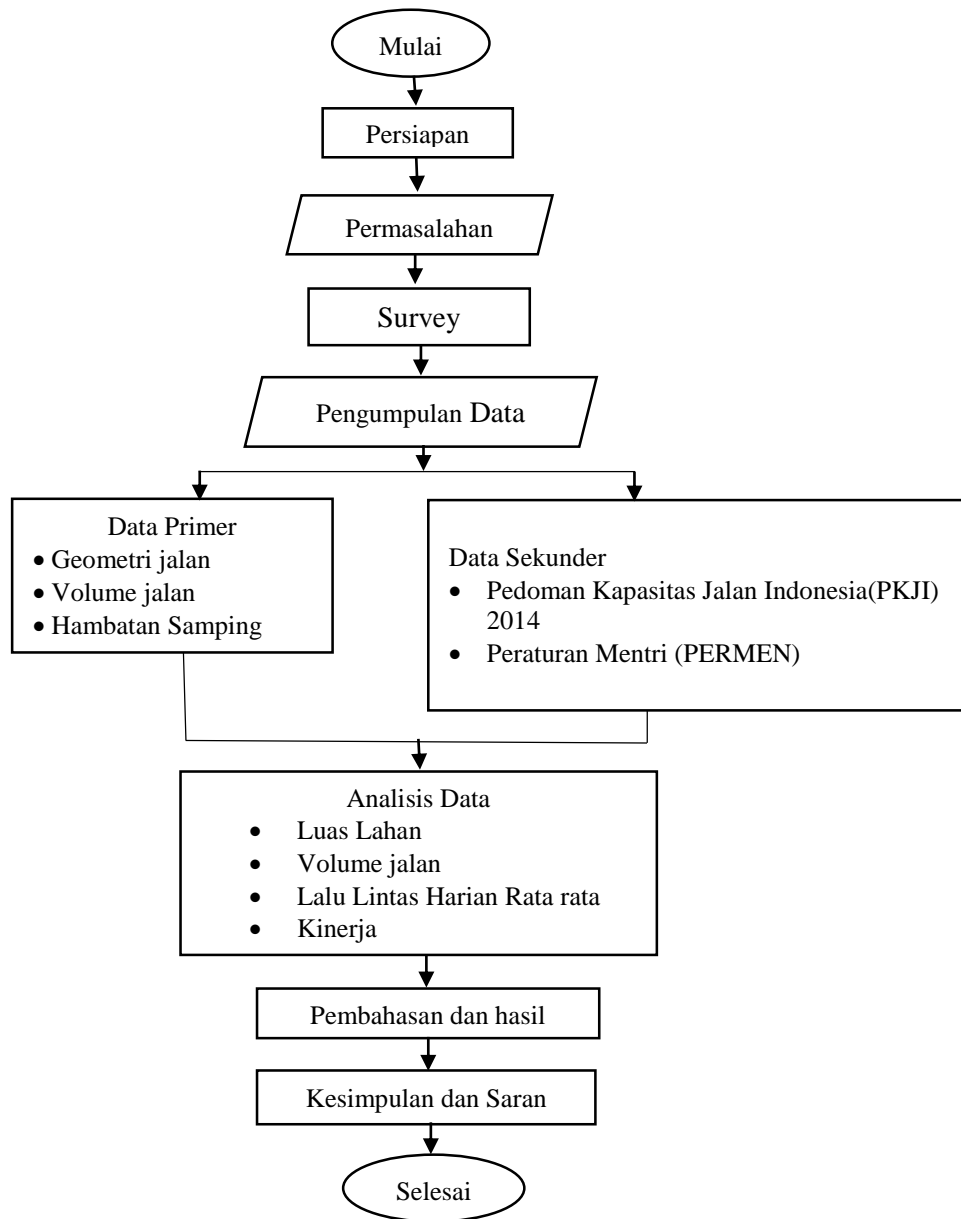 Mulai
Persiapan
Permasalahan
Survey
Pengumpulan Data
Data Primer
• Geometri jalan
• Volume jalan
• Hambatan Samping
Data Sekunder
• Pedoman Kapasitas Jalan Indonesia(PKJI)
2014
• Peraturan Mentri (PERMEN)
Analisis Data
• Luas Lahan
• Volume jalan
• Lalu Lintas Harian Rata rata
• Kinerja
Pembahasan dan hasil
Kesimpulan dan Saran
Selesai